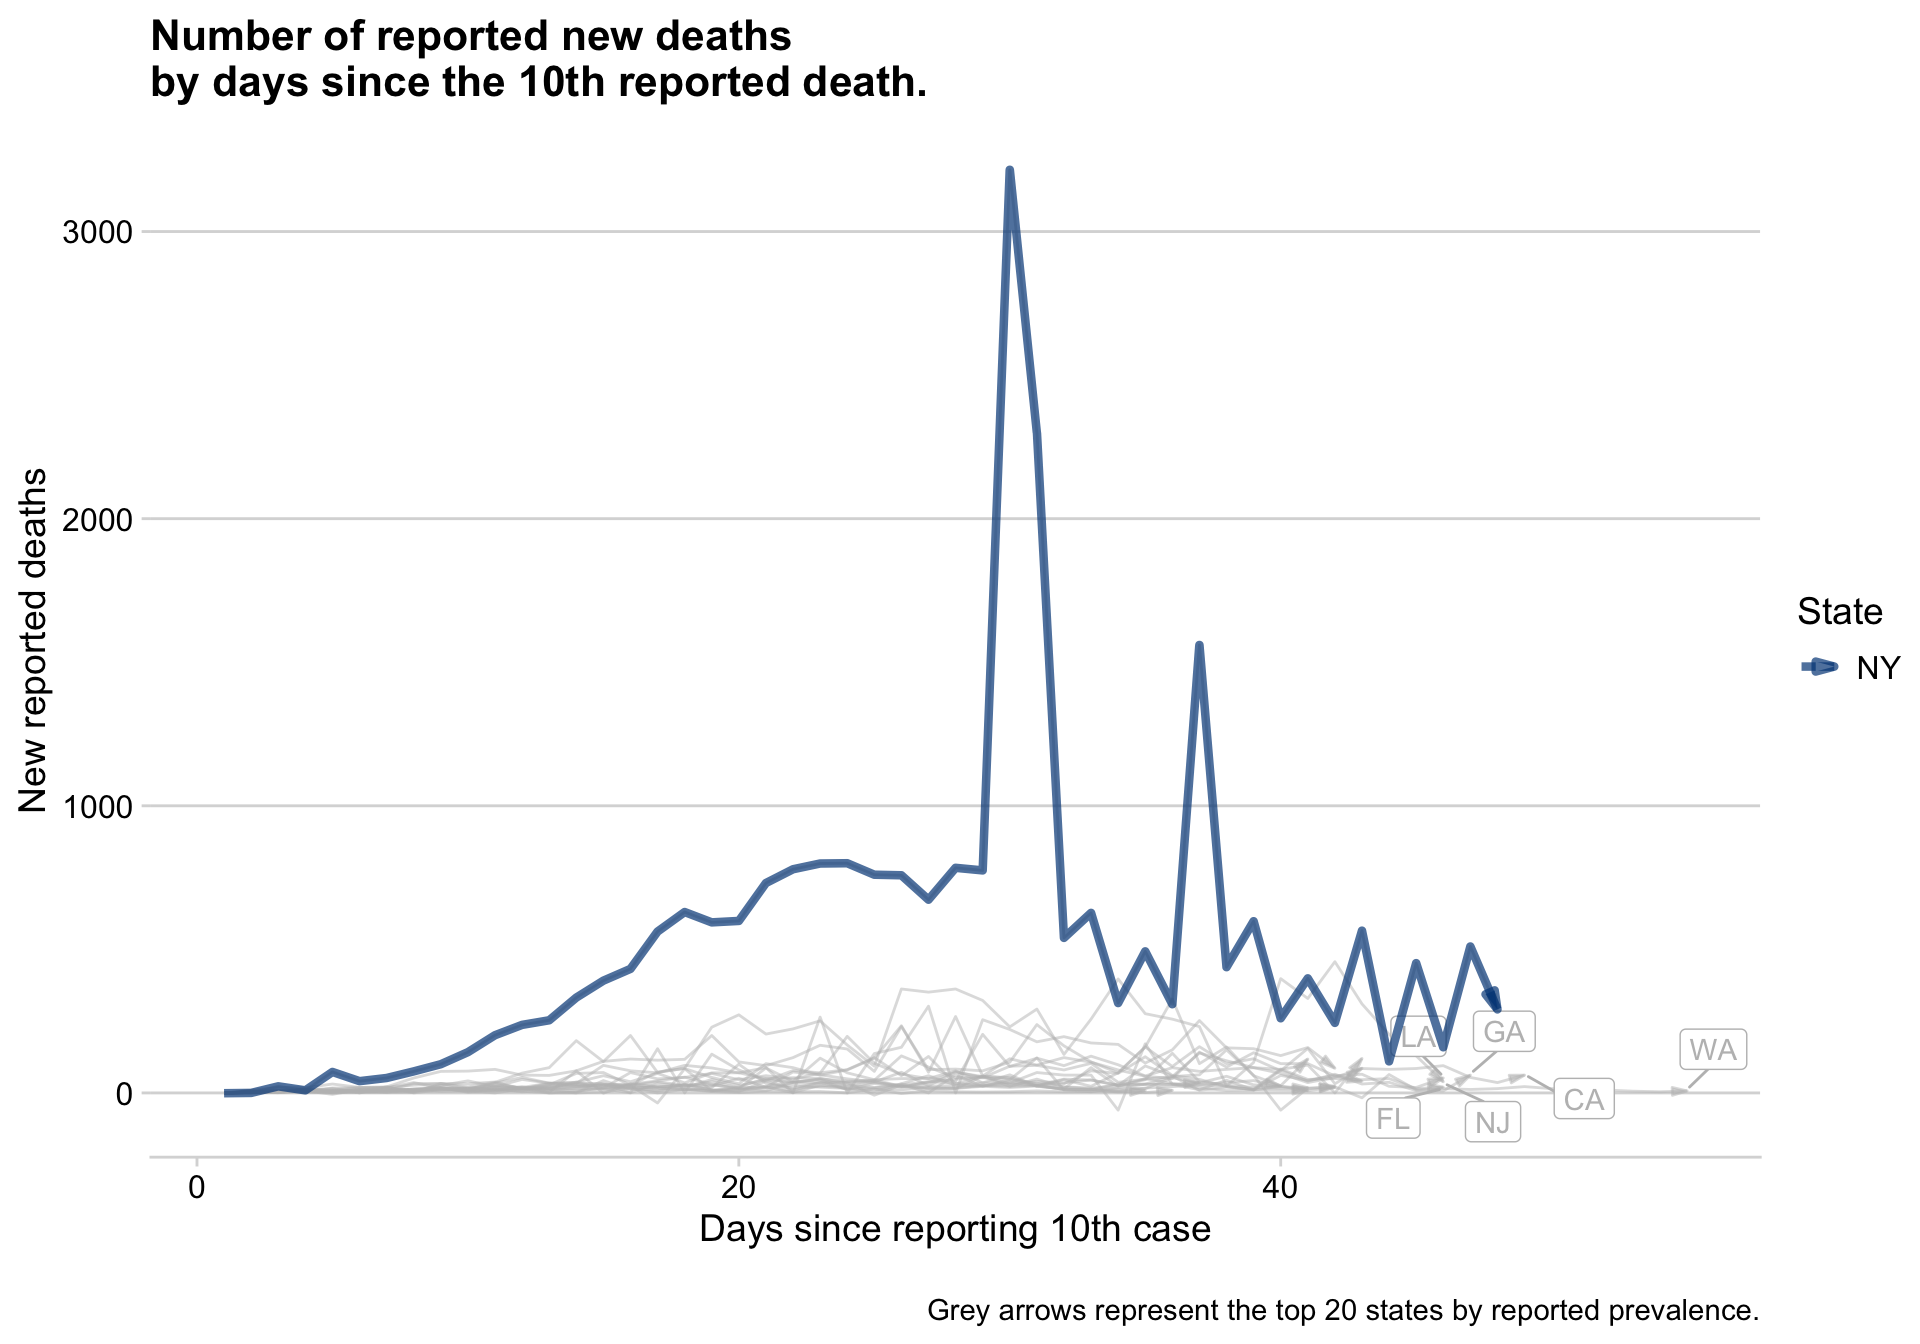 Number of reported new deaths
by days since the 10th reported death.
New reported deaths
3000
2000
1000
0
0
20
40
Days since reporting 10th case
State
NY
LA
GA
WA
FL
NJ
CA
Grey arrows represent the top 20 states by reported prevalence.